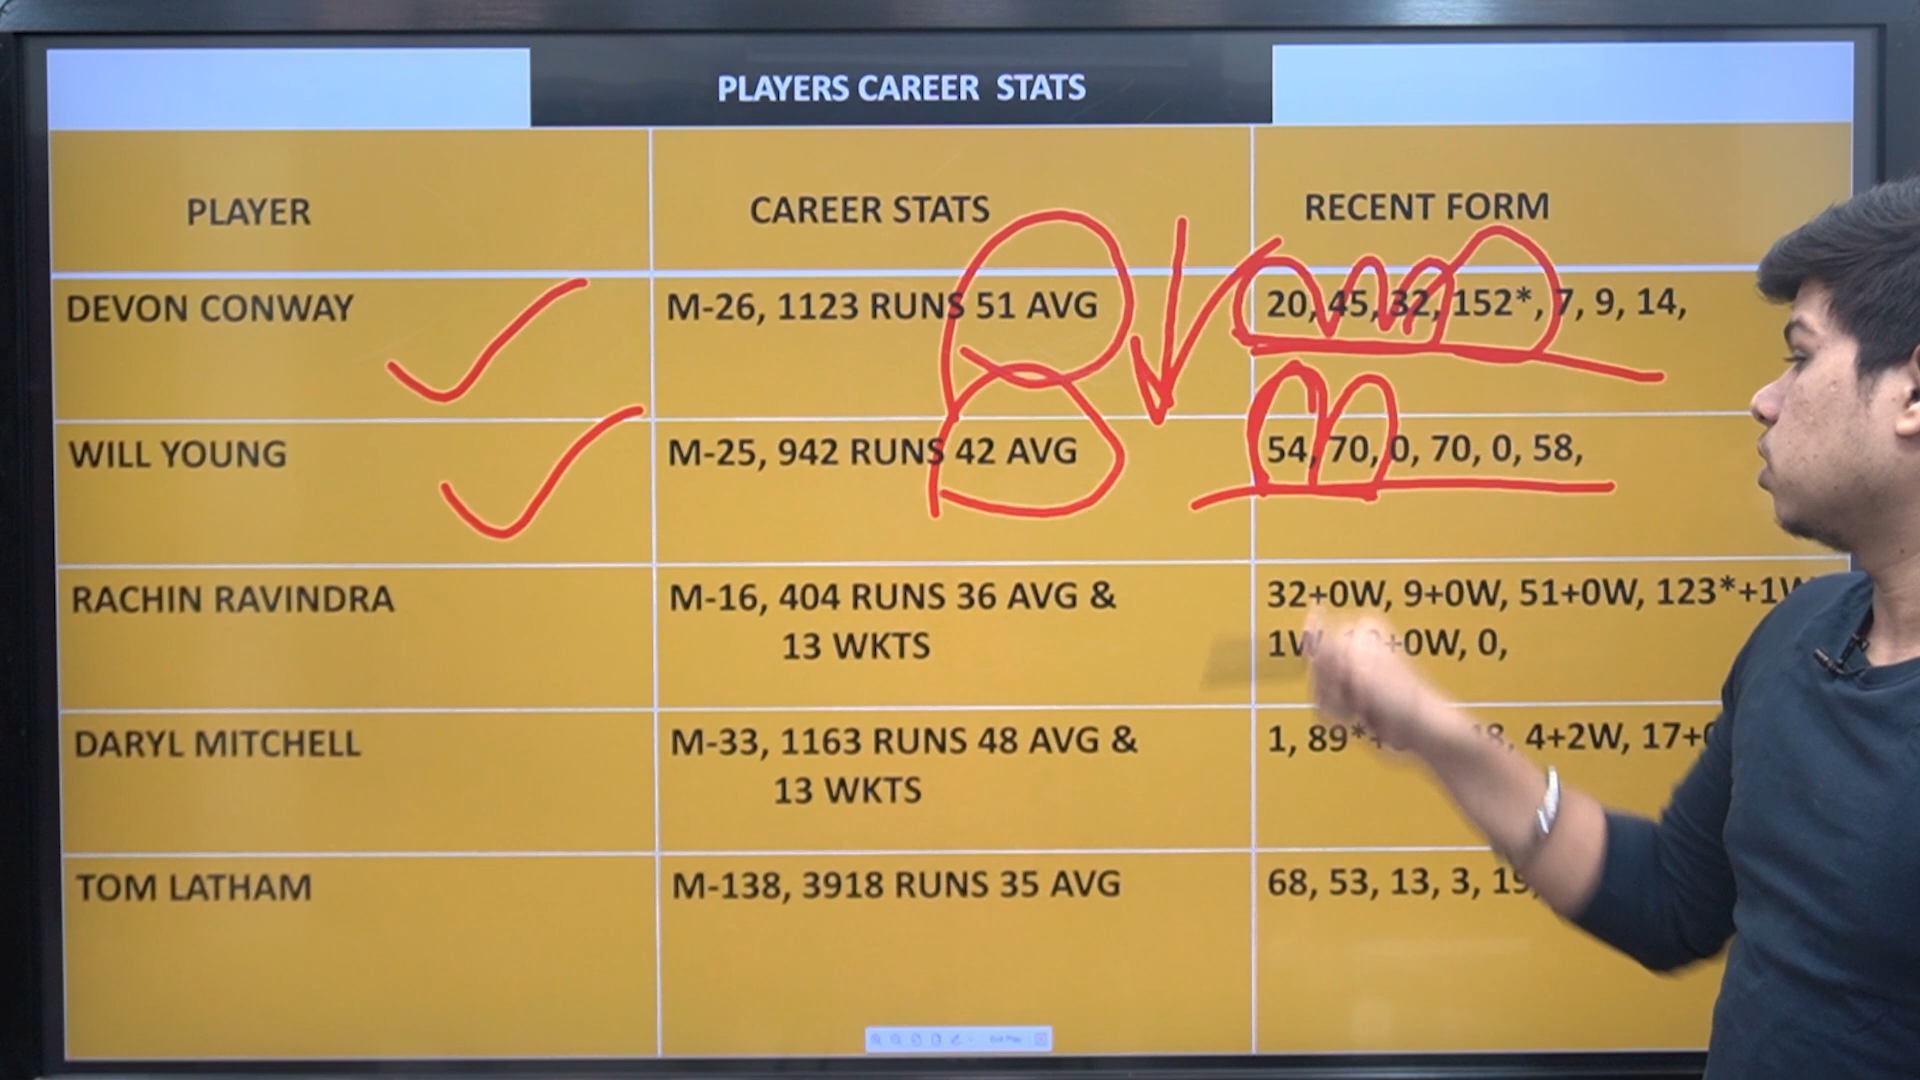 PLAYERS CAREER STATS
PLAYER CAREER STATS RECENT FORM
DEVON CONWAY M-26, 1123 RUNS 51 AVG 20, 45, 32, 152*, 7, 9, 14,
WILL YOUNG M-25, 942 RUNS 42 AVG 54, 70, 0, 70, 0, 58,
RACHIN RAVINDRA M-16, 404 RUNS 36 AVG & 32+0W, 9+0W, 51+0W, 123*+1W
13 WKTS 1W, +0W, 0,
DARYL MITCHELL M-33, 1163 RUNS 48 AVG & 1, 89* 4+2W, 17+
13 WKTS
TOM LATHAM M-138, 3918 RUNS 35 AVG 68, 53, 13, 3,